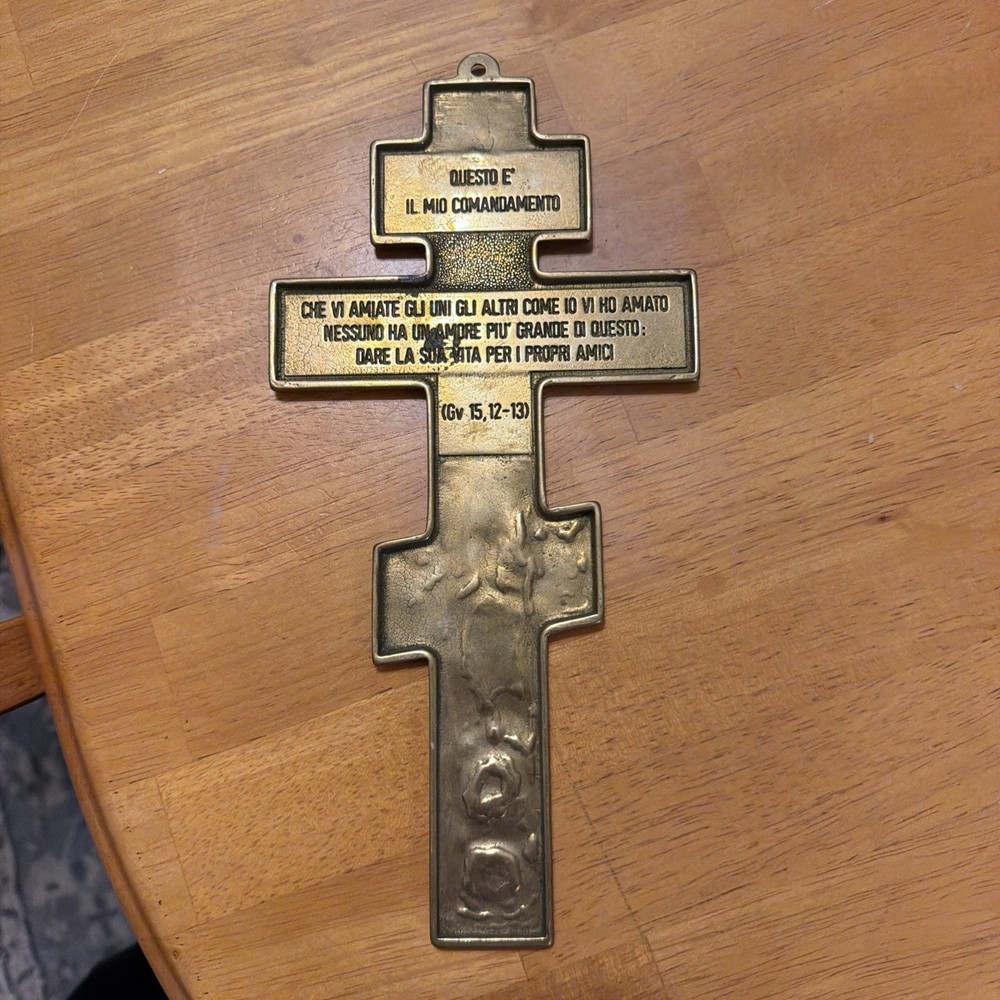 QUESTO E'
IL MIO COMANDAMENTO
CHE VI AMIATE GLI UNI GLI ALTRI COME IO VI HO AMATO
NESSUNO HA UN AMORE PIU' GRANDE DI QUESTO:
DARE LA SUA VITA PER I PROPRI AMICI
(Gv 15,12-13)